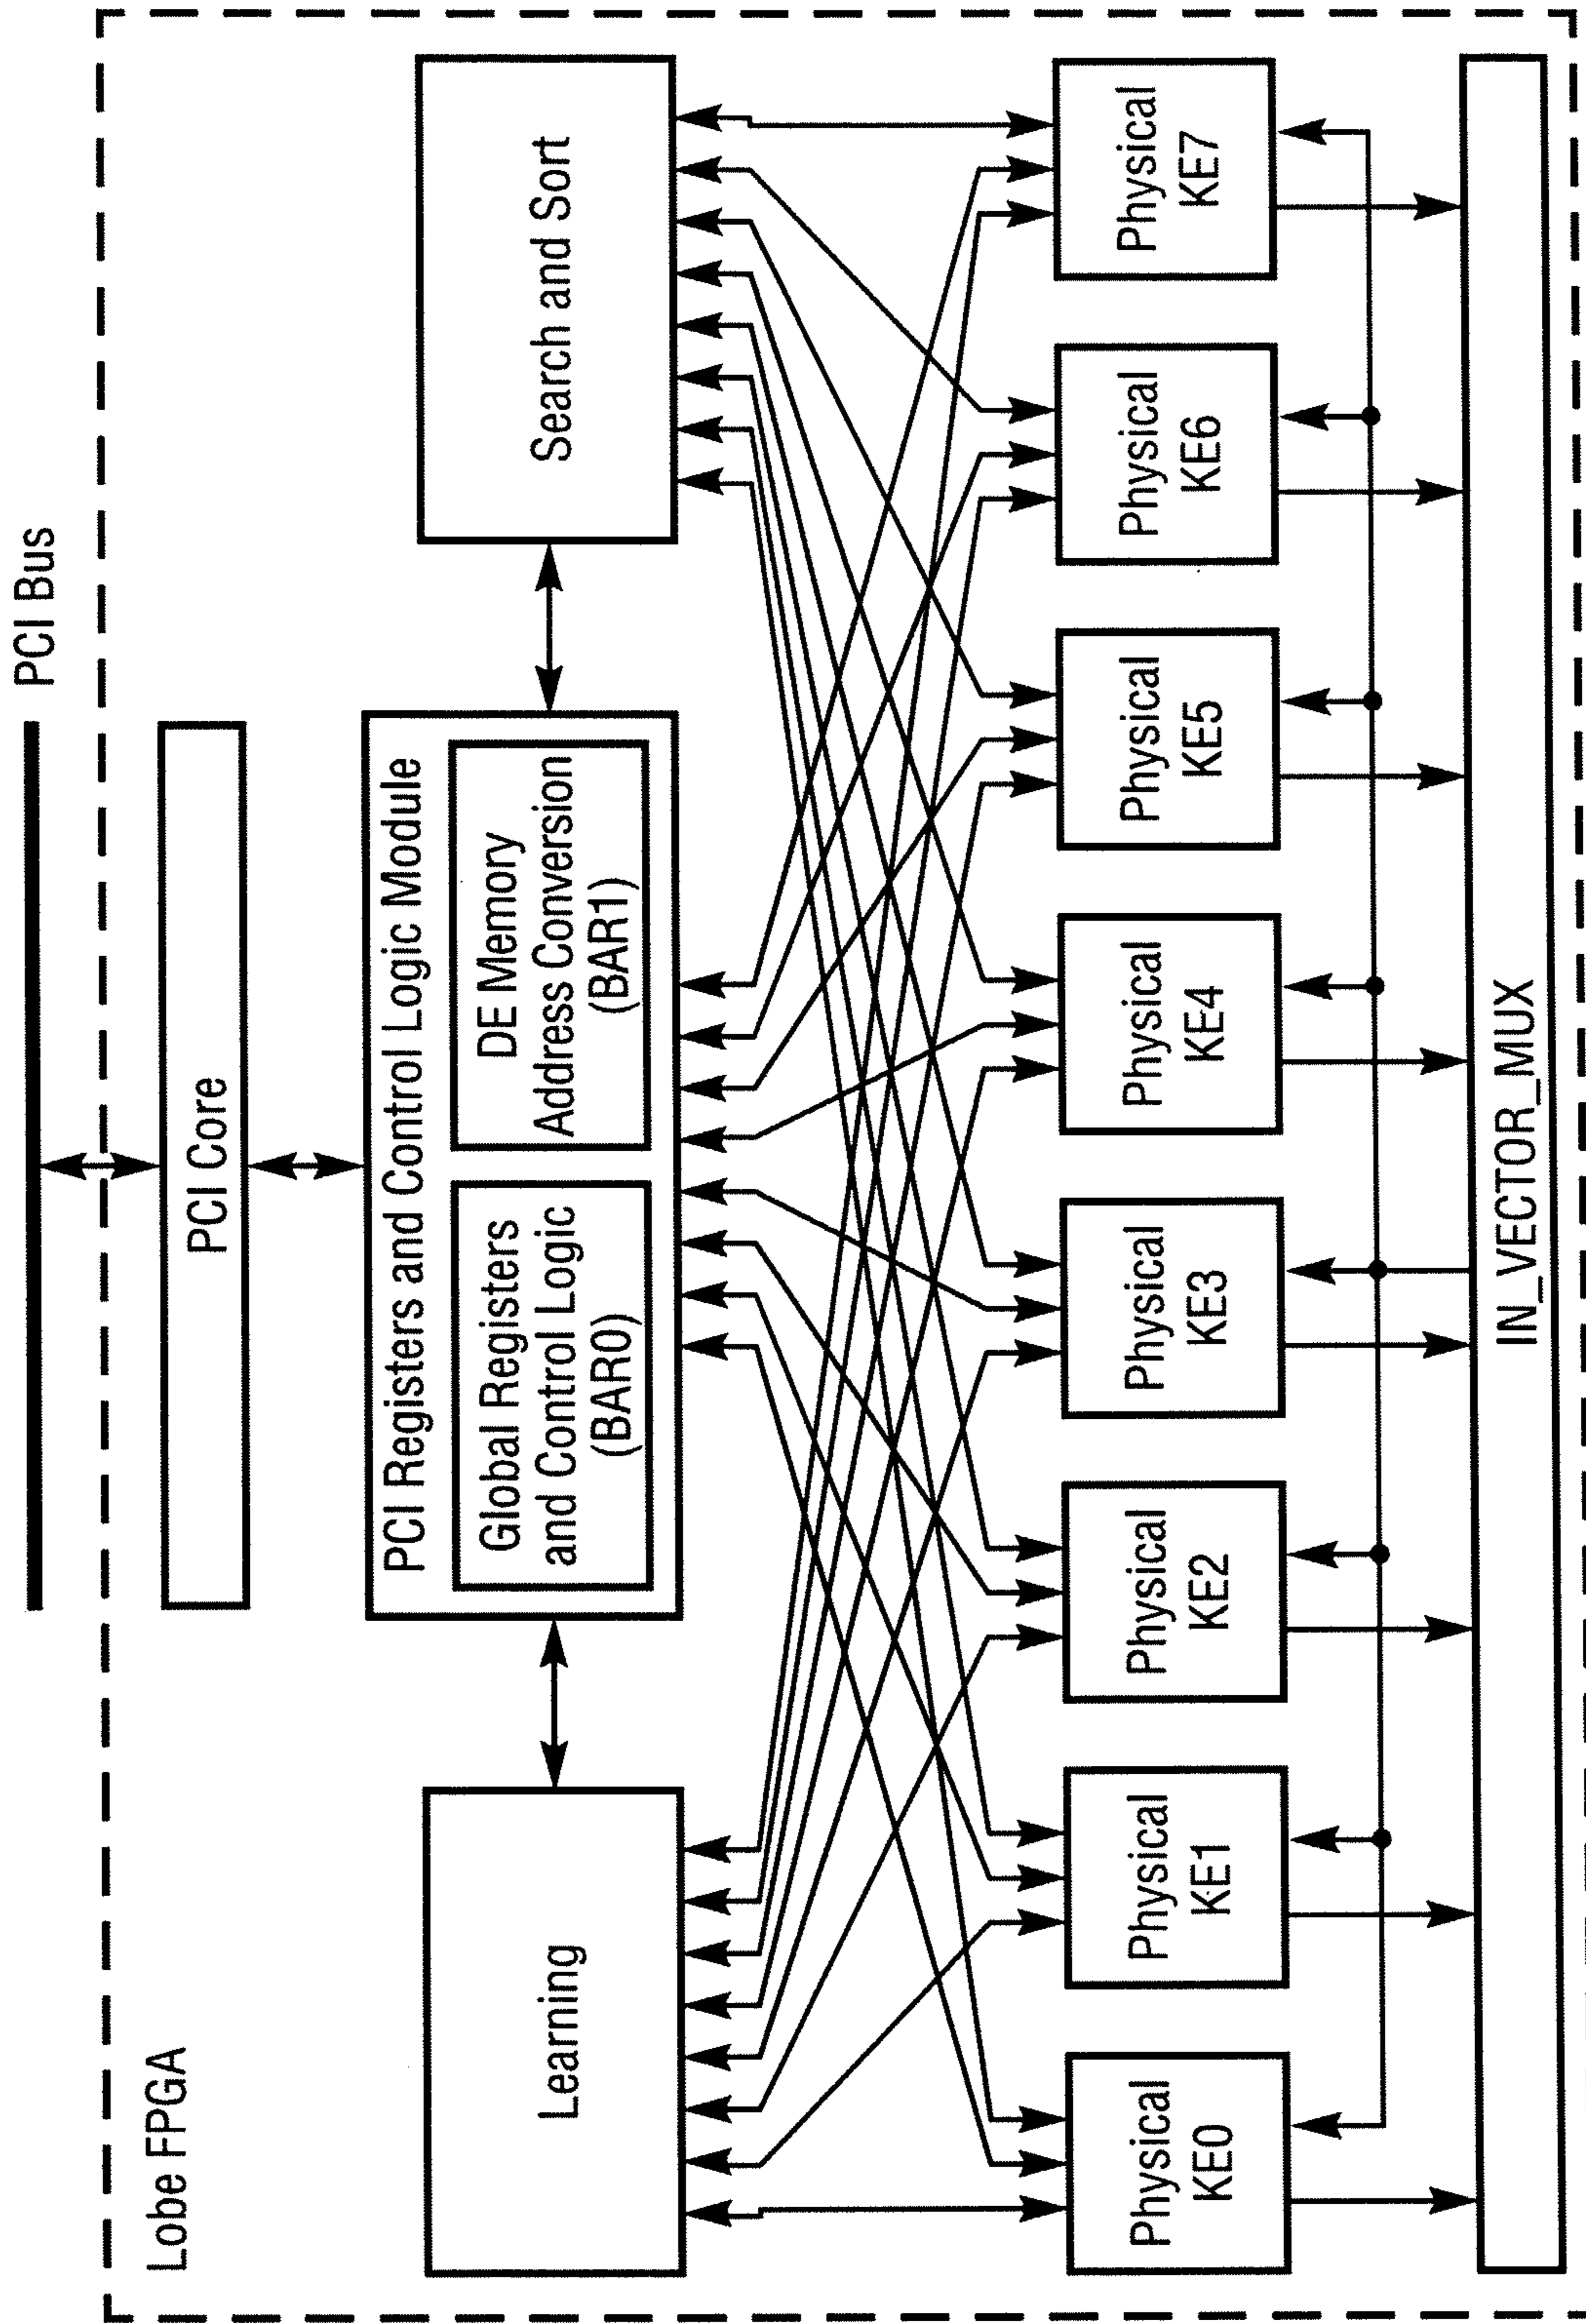 PCI Bus
Lobe FPGA
PCI Core
PCI Registers and Control Logic Module
Global Registers
and Control Logic
(BAR0)
DE Memory
Address Conversion
(BAR1)
Learning
Search and Sort
Physical
KE0
Physical
KE1
Physical
KE2
Physical
KE3
Physical
KE4
Physical
KE5
Physical
KE6
Physical
KE7
IN_VECTOR_MUX